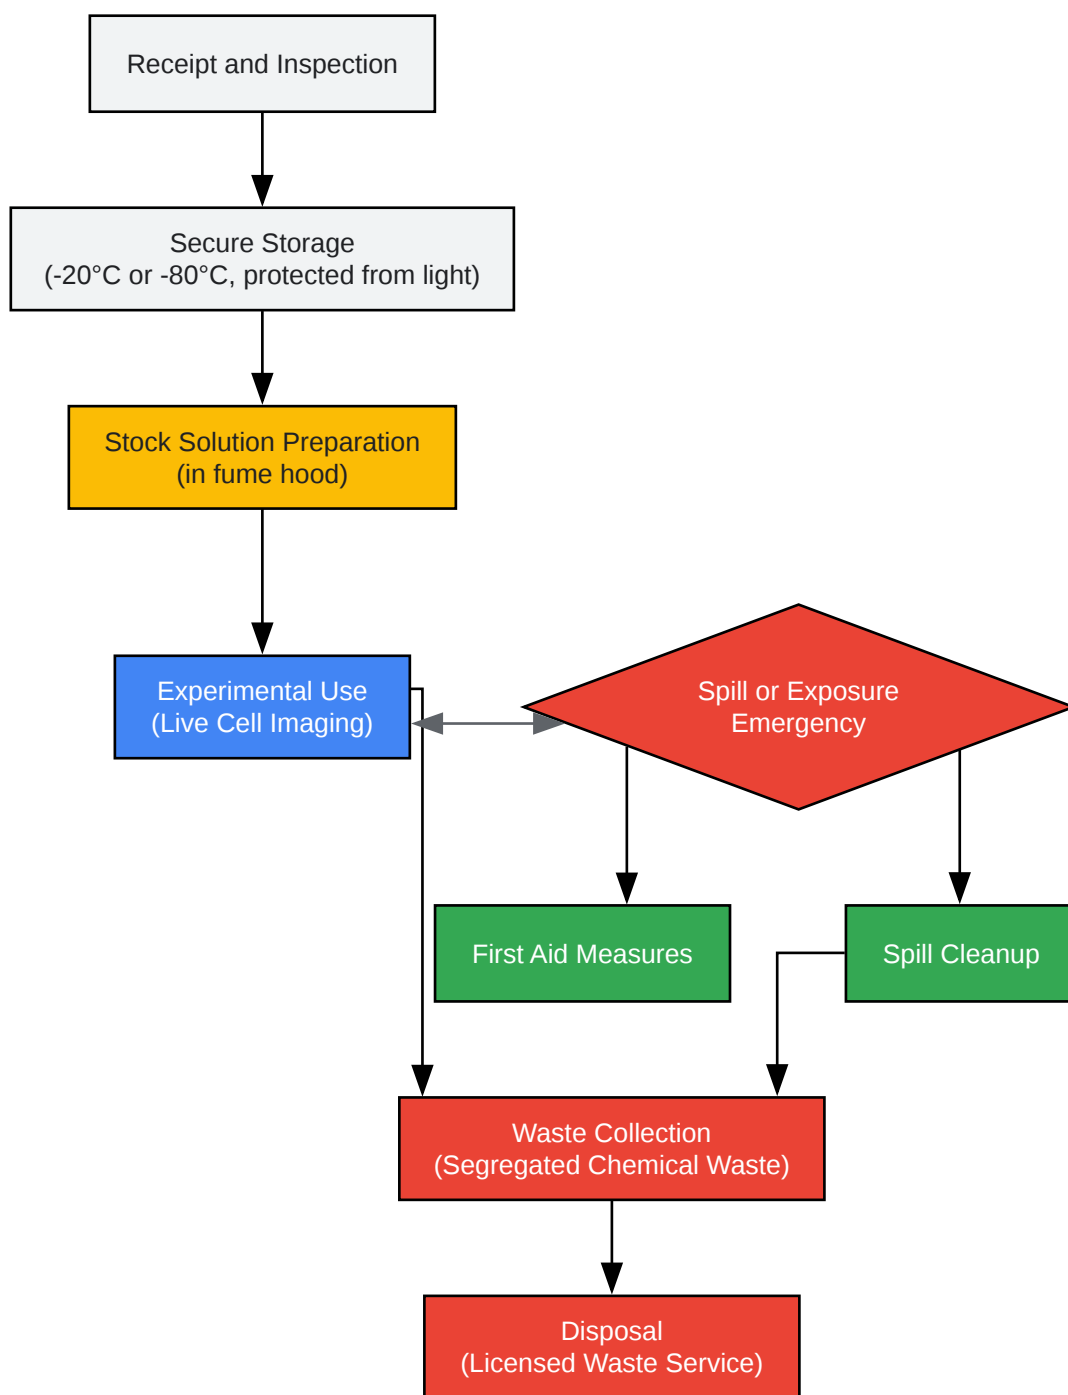 Receipt and Inspection
Secure Storage
(-20°C or -80°C, protected from light)
Stock Solution Preparation
(in fume hood)
Experimental Use
(Live Cell Imaging)
Spill or Exposure
Emergency
First Aid Measures
Spill Cleanup
Waste Collection
(Segregated Chemical Waste)
Disposal
(Licensed Waste Service)